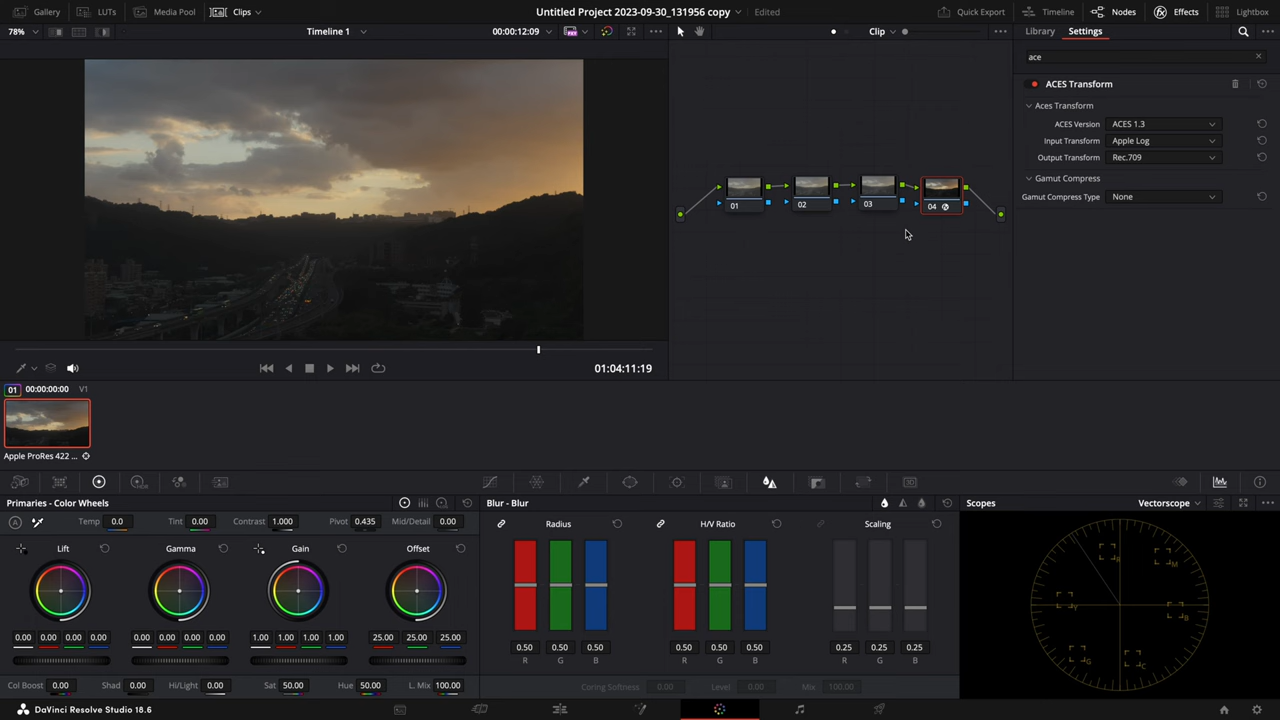 Gallery LUTs Media Pool Clips Untitled Project 2023-09-30_131956 copy Edited Quick Export Timeline Nodes Effects Lightbox
78% Timeline 1 00:00:12:09 Clip Library Settings
ace
ACES Transform
Aces Transform
ACES Version ACES 1.3
Input Transform Apple Log
Output Transform Rec.709
Gamut Compress
Gamut Compress Type None
01 02 03 04
01:04:11:19
01 00:00:00:00 V1
Apple ProRes 422 ...
Primaries - Color Wheels Blur - Blur Scopes Vectorscope
Temp 0.0 Tint 0.00 Contrast 1.000 Pivot 0.435 Mid/Detail 0.00
Radius H/V Ratio Scaling
Lift Gamma Gain Offset
0.00 0.00 0.00 0.00 0.00 0.00 0.00 0.00 1.00 1.00 1.00 1.00 25.00 25.00 25.00
0.50 0.50 0.50 0.50 0.50 0.50 0.25 0.25 0.25
R G B R G B R G B
Col Boost 0.00 Shad 0.00 Hi/Light 0.00 Sat 50.00 Hue 50.00 L. Mix 100.00
Coring Softness 0.00 Level 0.00 Mix 100.00
R M Y B G C
DaVinci Resolve Studio 18.6